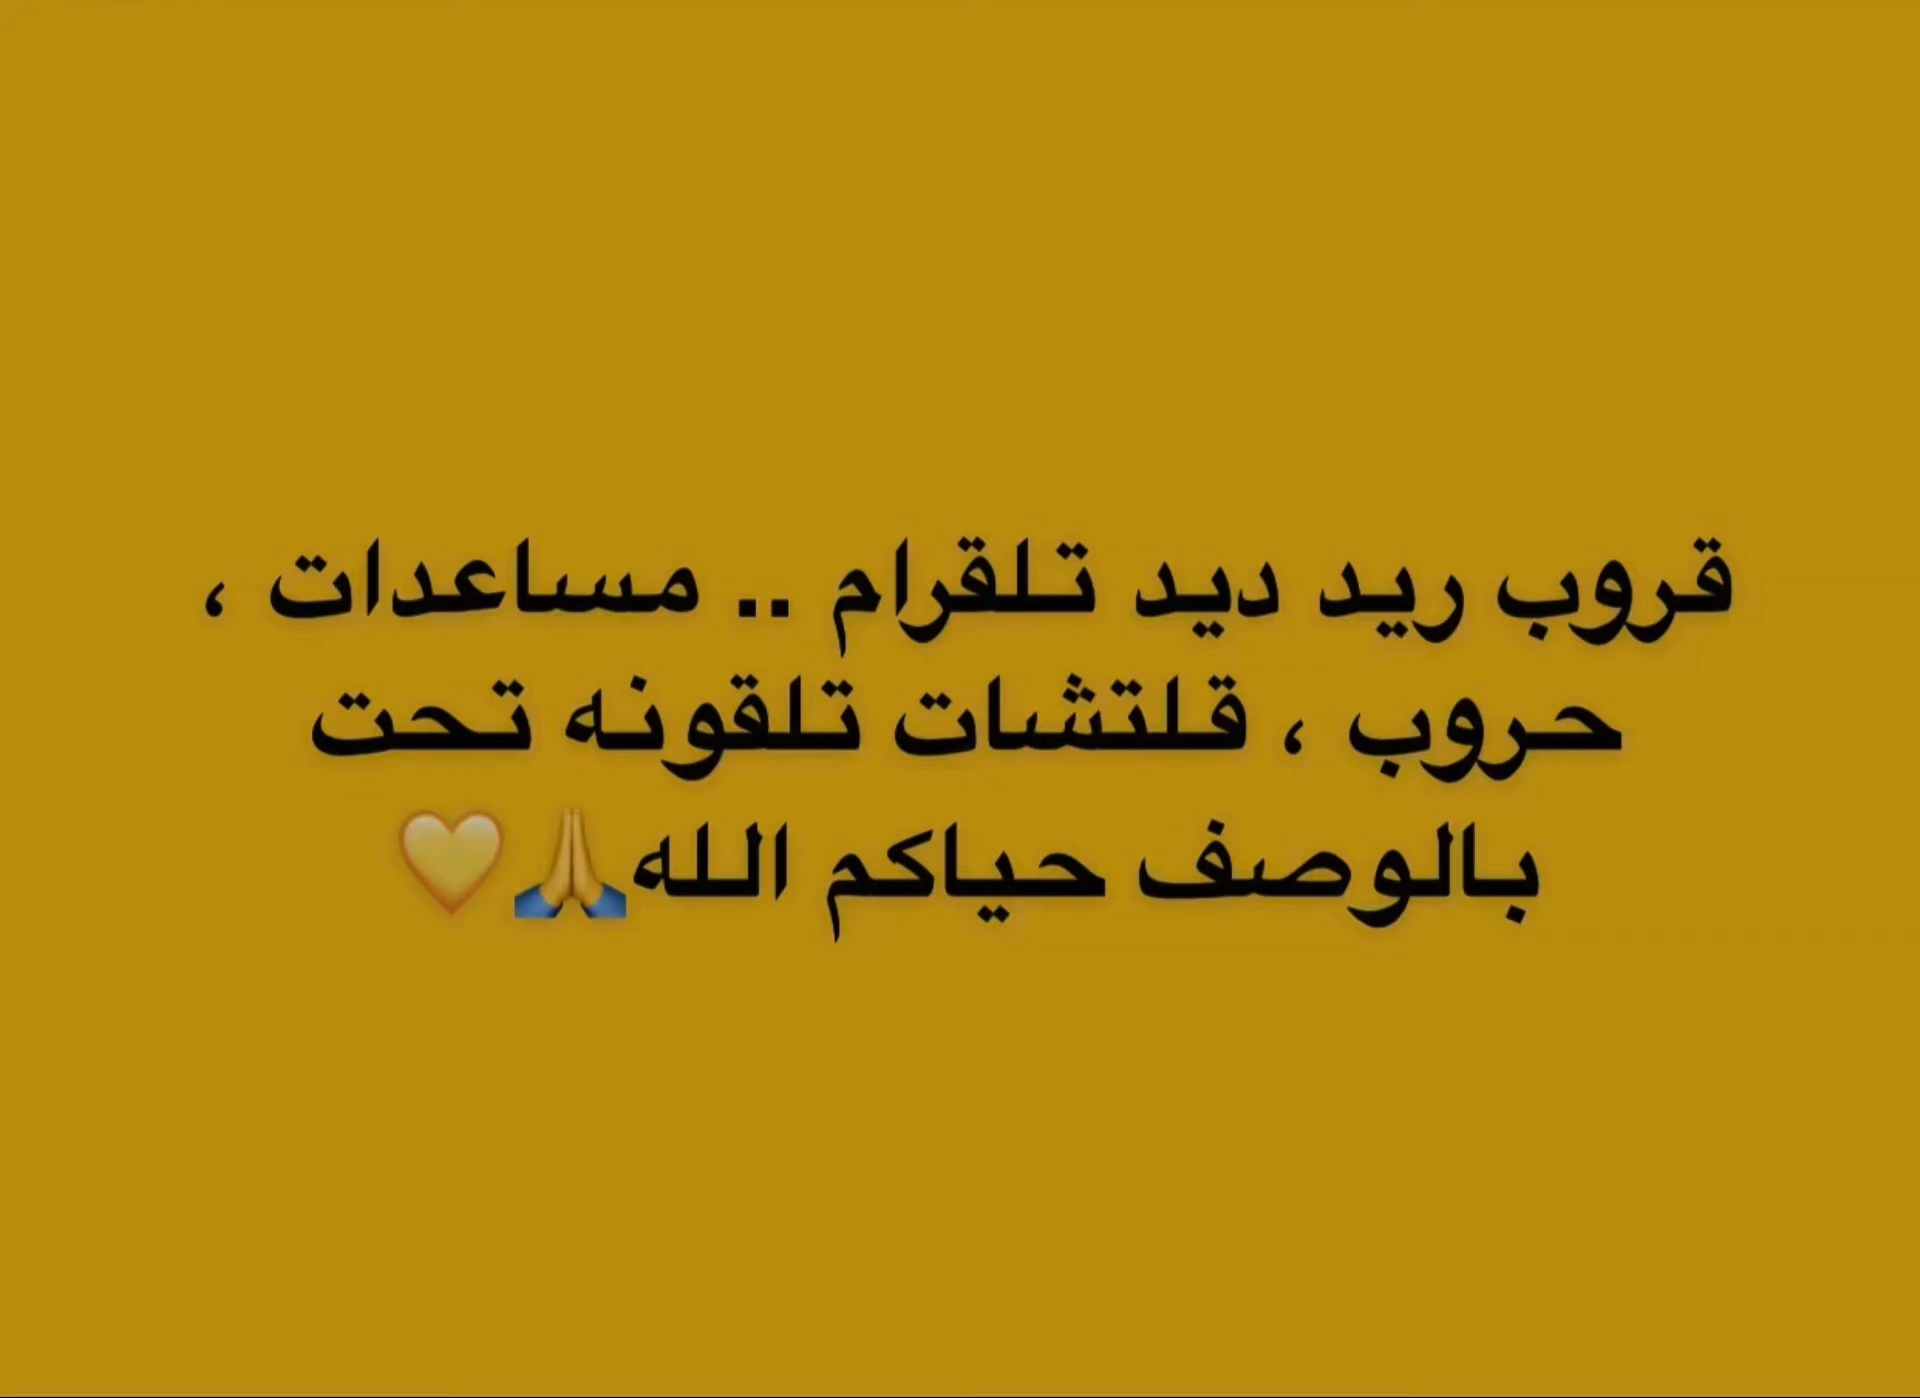 قروب ريد ديد تلقرام .. مساعدات ،
حروب ، قلتشات تلقونه تحت
بالوصف حياكم الله🙏💛